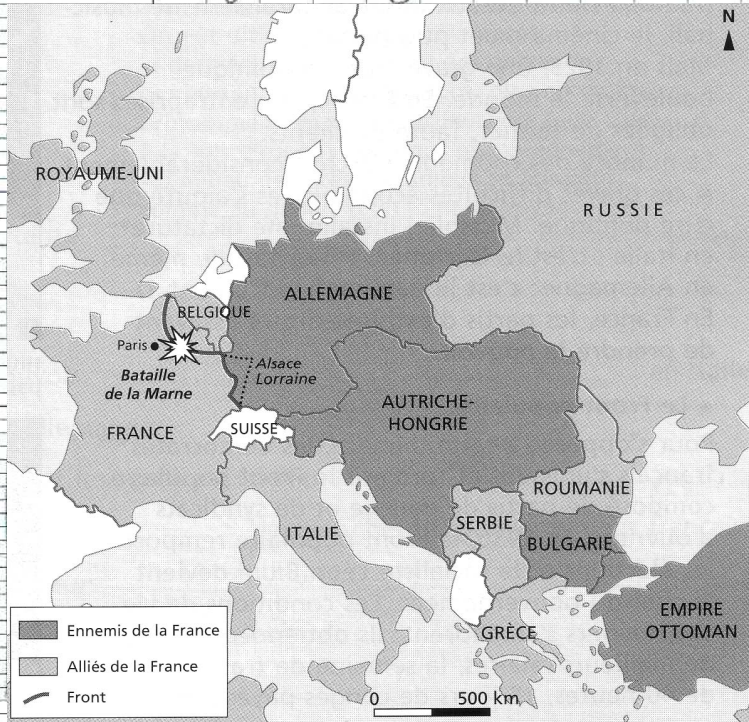 N
ROYAUME-UNI
RUSSIE
ALLEMAGNE
BELGIQUE
Paris
Alsace
Lorraine
Bataille
de la Marne
AUTRICHE-
HONGRIE
FRANCE
SUISSE
ROUMANIE
SERBIE
ITALIE
BULGARIE
EMPIRE
OTTOMAN
GRÈCE
Ennemis de la France
Alliés de la France
Front
0 500 km